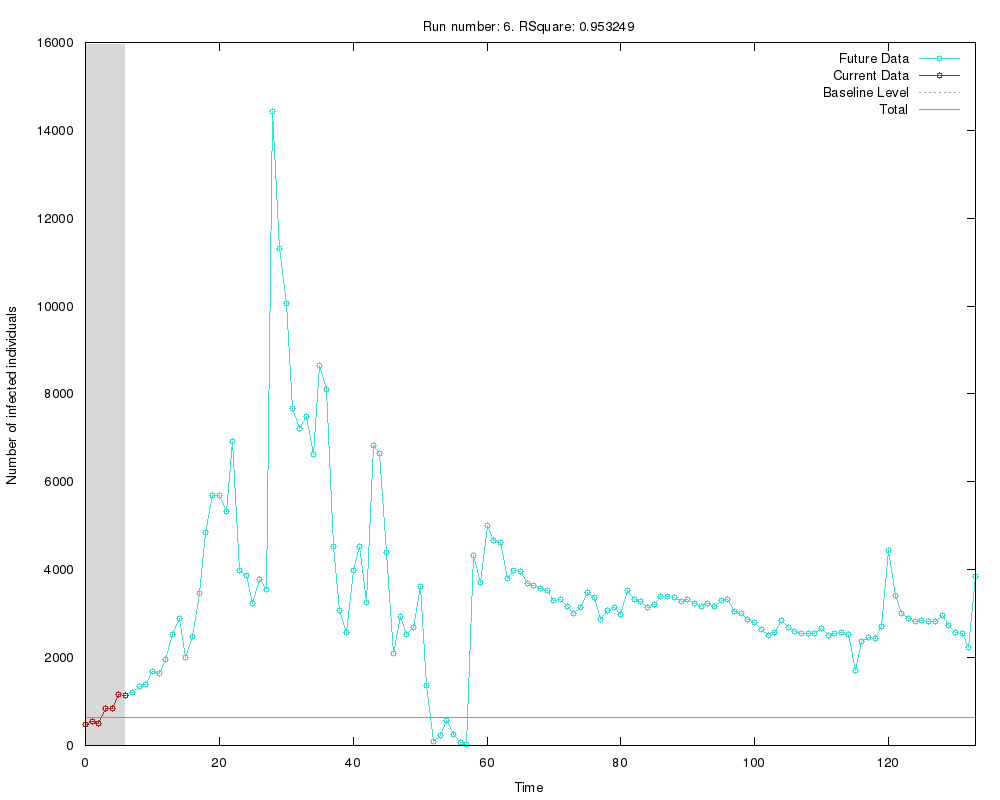 Run number: 6. RSquare: 0.953249
16000
14000
12000
10000
8000
6000
4000
2000
0
Number of infected individuals
Future Data
Current Data
Baseline Level
Total
0 20 40 60 80 100 120
Time